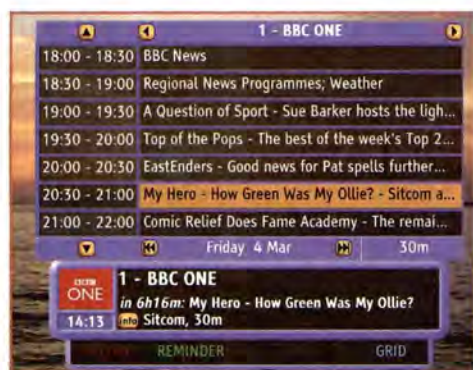 1 - BBC ONE
18:00 - 18:30 BBC News
18:30 - 19:00 Regional News Programmes; Weather
19:00 - 19:30 A Question of Sport - Sue Barker hosts the ligh...
19:30 - 20:00 Top of the Pops - The best of the week's Top 2...
20:00 - 20:30 EastEnders - Good news for Pat spells further...
20:30 - 21:00 My Hero - How Green Was My Ollie? - Sitcom a...
21:00 - 22:00 Comic Relief Does Fame Academy - The remai...
Friday 4 Mar 30m
BBC ONE
1 - BBC ONE
in 6h16m: My Hero - How Green Was My Ollie?
14:13 info Sitcom, 30m
REMINDER GRID